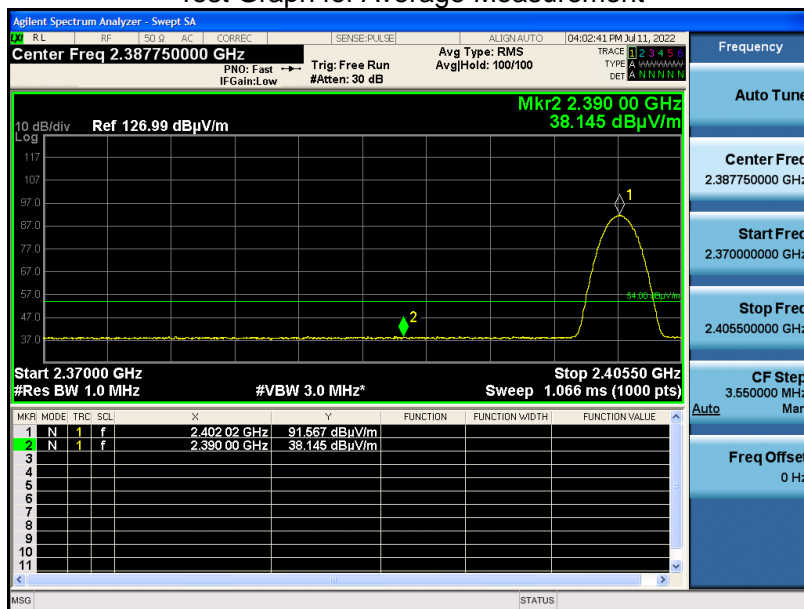 Test Graph for Average Measurement
Agilent Spectrum Analyzer - Swept SA
LXI RL RF 50 Ω AC CORREC SENSE:PULSE ALIGN AUTO 04:02:41 PM Jul 11, 2022
Center Freq 2.387750000 GHz
PNO: Fast
IFGain:Low
Trig: Free Run
#Atten: 30 dB
Avg Type: RMS
Avg|Hold: 100/100
TRACE 1 2 3 4 5 6
TYPE A WWWWW
DET A N N N N N
Mkr2 2.390 00 GHz
38.145 dBµV/m
10 dB/div Ref 126.99 dBµV/m
Log
117
107
97.0
87.0
77.0
67.0
57.0
47.0
37.0
1
2
54.00 dBµV/m
Start 2.37000 GHz Stop 2.40550 GHz
#Res BW 1.0 MHz #VBW 3.0 MHz* Sweep 1.066 ms (1000 pts)
MKR MODE TRC SCL X Y FUNCTION FUNCTION WIDTH FUNCTION VALUE
1 N 1 f 2.402 02 GHz 91.567 dBµV/m
2 N 1 f 2.390 00 GHz 38.145 dBµV/m
3
4
5
6
7
8
9
10
11
MSG STATUS
Frequency
Auto Tune
Center Freq
2.387750000 GHz
Start Freq
2.370000000 GHz
Stop Freq
2.405500000 GHz
CF Step
3.550000 MHz
Auto Man
Freq Offset
0 Hz